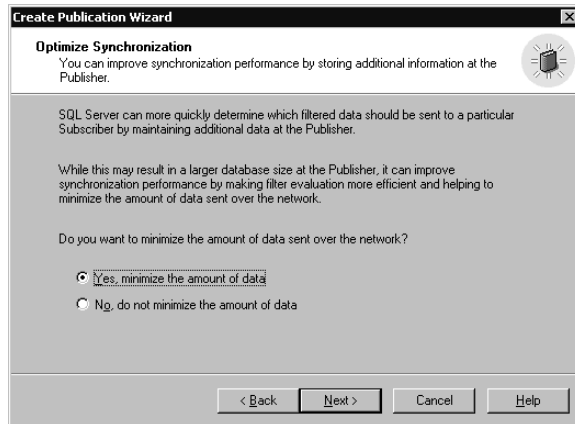 Create Publication Wizard
Optimize Synchronization
You can improve synchronization performance by storing additional information at the
Publisher.
SQL Server can more quickly determine which filtered data should be sent to a particular
Subscriber by maintaining additional data at the Publisher.
While this may result in a larger database size at the Publisher, it can improve
synchronization performance by making filter evaluation more efficient and helping to
minimize the amount of data sent over the network.
Do you want to minimize the amount of data sent over the network?
Yes, minimize the amount of data
No, do not minimize the amount of data
< Back Next > Cancel Help